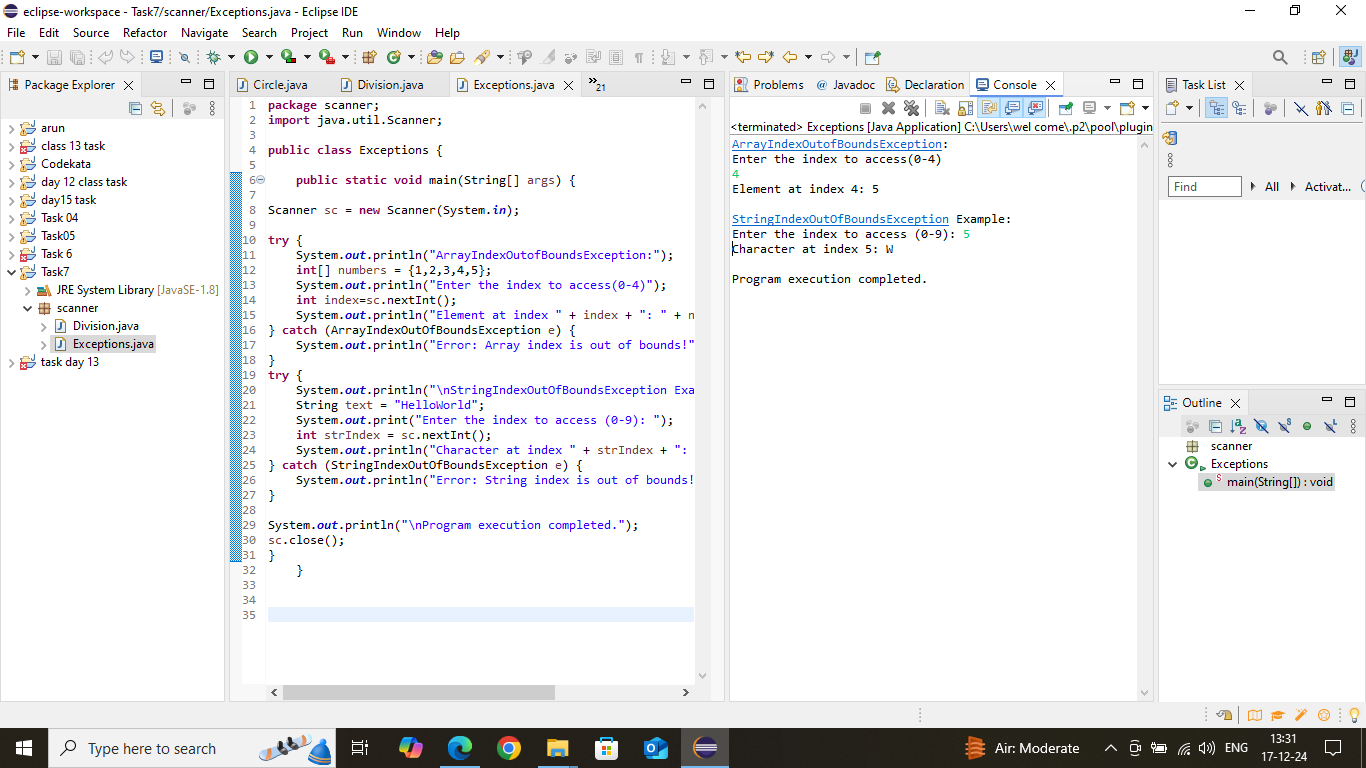 eclipse-workspace - Task7/scanner/Exceptions.java - Eclipse IDE
File Edit Source Refactor Navigate Search Project Run Window Help
Package Explorer
arun
class 13 task
Codekata
day 12 class task
day15 task
Task 04
Task05
Task 6
Task7
JRE System Library [JavaSE-1.8]
scanner
Division.java
Exceptions.java
task day 13
Circle.java Division.java Exceptions.java 21
1 package scanner;
2 import java.util.Scanner;
3
4 public class Exceptions {
5
6 public static void main(String[] args) {
7
8 Scanner sc = new Scanner(System.in);
9
10 try {
11 System.out.println("ArrayIndexOutofBoundsException:");
12 int[] numbers = {1,2,3,4,5};
13 System.out.println("Enter the index to access(0-4)");
14 int index=sc.nextInt();
15 System.out.println("Element at index " + index + ": " + n
16 } catch (ArrayIndexOutOfBoundsException e) {
17 System.out.println("Error: Array index is out of bounds!"
18 }
19 try {
20 System.out.println("\nStringIndexOutOfBoundsException Exa
21 String text = "HelloWorld";
22 System.out.print("Enter the index to access (0-9): ");
23 int strIndex = sc.nextInt();
24 System.out.println("Character at index " + strIndex + ":
25 } catch (StringIndexOutOfBoundsException e) {
26 System.out.println("Error: String index is out of bounds!
27 }
28
29 System.out.println("\nProgram execution completed.");
30 sc.close();
31 }
32 }
33
34
35
Problems Javadoc Declaration Console
<terminated> Exceptions [Java Application] C:\Users\wel come\.p2\pool\plugin
ArrayIndexOutofBoundsException:
Enter the index to access(0-4)
4
Element at index 4: 5
StringIndexOutOfBoundsException Example:
Enter the index to access (0-9): 5
Character at index 5: W
Program execution completed.
Task List
Find All Activat...
Outline
scanner
Exceptions
main(String[]) : void
Type here to search
Air: Moderate
ENG
13:31
17-12-24